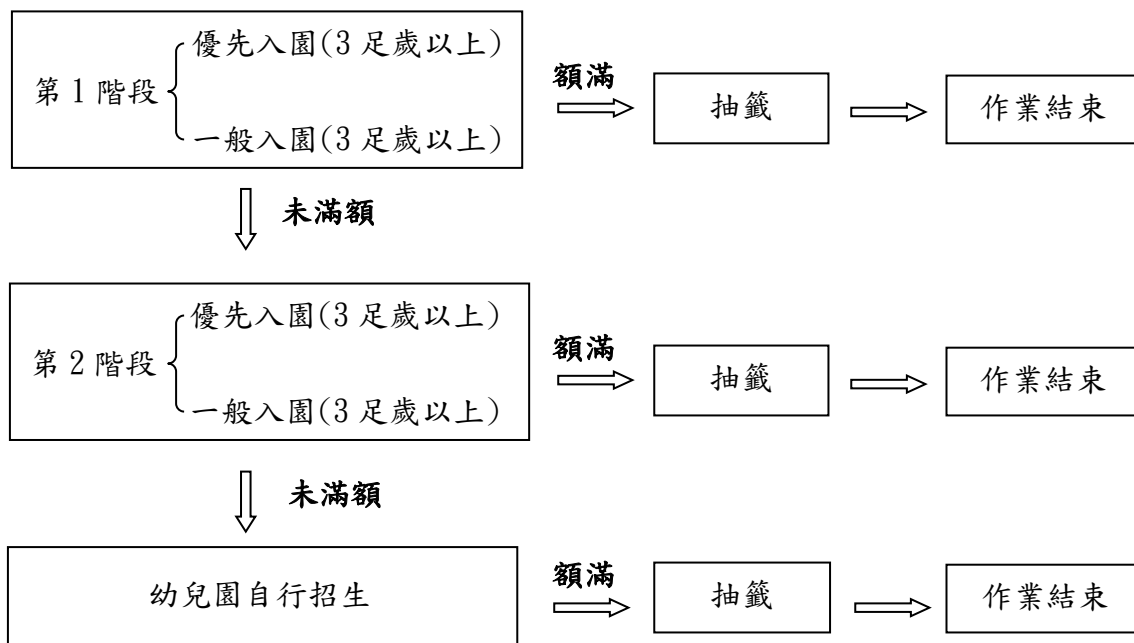 優先入園(3 足歲以上)
第 1 階段
一般入園(3 足歲以上)
額滿
抽籤
作業結束
未滿額
優先入園(3 足歲以上)
第 2 階段
一般入園(3 足歲以上)
額滿
抽籤
作業結束
未滿額
幼兒園自行招生
額滿
抽籤
作業結束